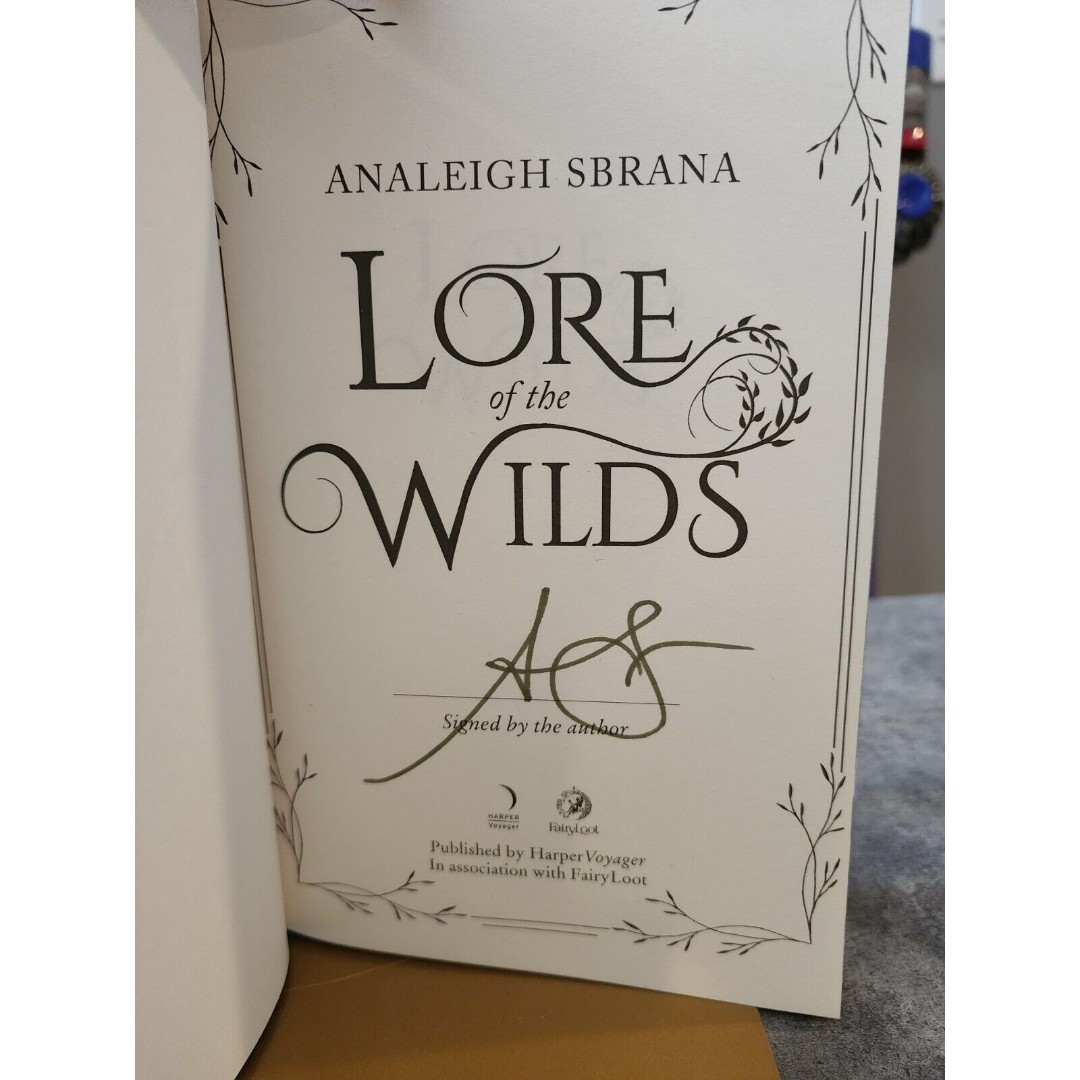 ANALEIGH SBRANA
LORE
of the
WILDS
AS
Signed by the author
HARPER
Voyager
FairyLoot
Published by HarperVoyager
In association with FairyLoot